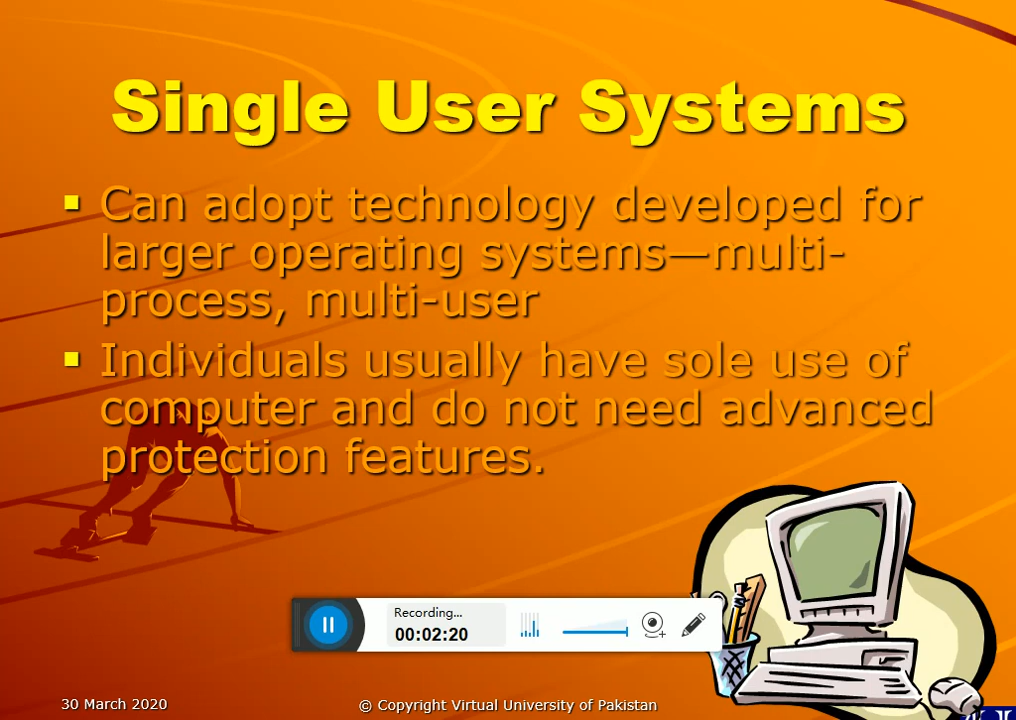 Single User Systems
Can adopt technology developed for
larger operating systems—multi-
process, multi-user
Individuals usually have sole use of
computer and do not need advanced
protection features.
Recording...
00:02:20
30 March 2020
© Copyright Virtual University of Pakistan